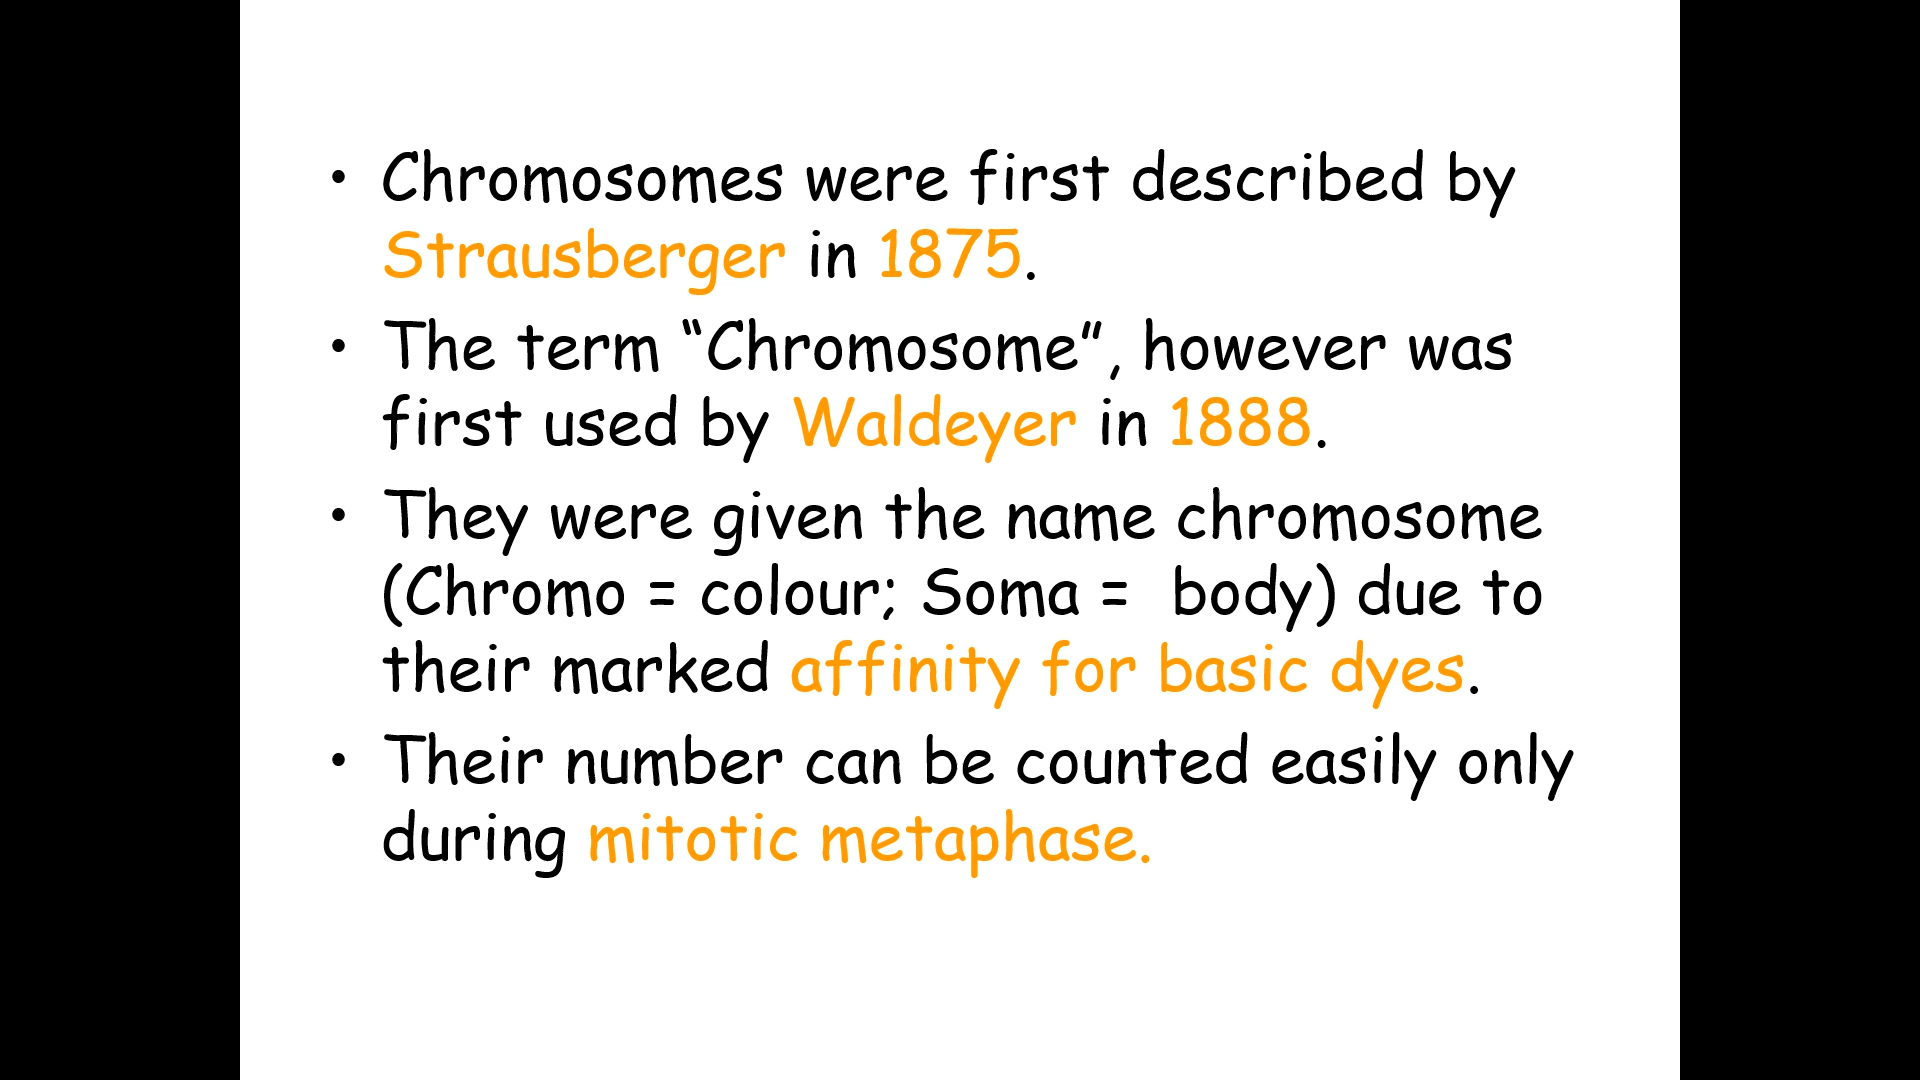 • Chromosomes were first described by
Strausberger in 1875.
• The term “Chromosome”, however was
first used by Waldeyer in 1888.
• They were given the name chromosome
(Chromo = colour; Soma =  body) due to
their marked affinity for basic dyes.
• Their number can be counted easily only
during mitotic metaphase.